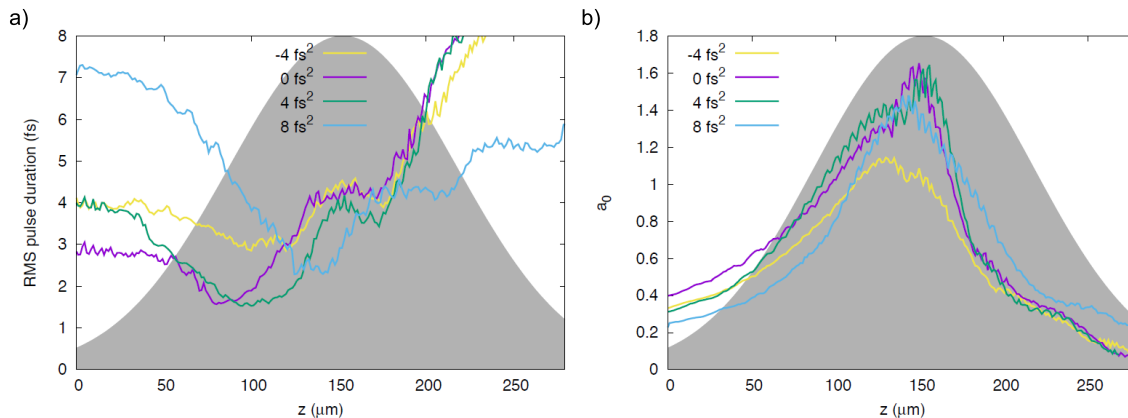 a)
RMS pulse duration (fs)
8
7
6
5
4
3
2
1
0
-4 fs²
0 fs²
4 fs²
8 fs²
0
50
100
150
200
250
z (μm)
b)
a₀
1.8
1.6
1.4
1.2
1
0.8
0.6
0.4
0.2
0
-4 fs²
0 fs²
4 fs²
8 fs²
0
50
100
150
200
250
z (μm)